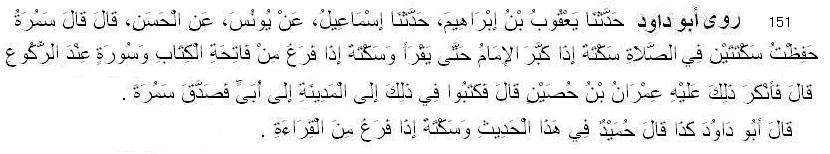 151 روى أبو داود حَدَّثَنَا يَعْقُوبُ بْنُ إِبْرَاهِيمَ، حَدَّثَنَا إِسْمَاعِيلُ، عَنْ يُونُسَ، عَنِ الْحَسَنِ، قَالَ قَالَ سَمُرَةُ
حَفِظْتُ سَكْتَتَيْنِ فِي الصَّلاَةِ سَكْتَةً إِذَا كَبَّرَ الإِمَامُ حَتَّى يَقْرَأَ وَسَكْتَةً إِذَا فَرَغَ مِنْ فَاتِحَةِ الْكِتَابِ وَسُورَةٍ عِنْدَ الرُّكُوعِ
قَالَ فَأَنْكَرَ ذَلِكَ عَلَيْهِ عِمْرَانُ بْنُ حُصَيْنٍ قَالَ فَكَتَبُوا فِي ذَلِكَ إِلَى الْمَدِينَةِ إِلَى أُبَىٍّ فَصَدَّقَ سَمُرَةَ .
قَالَ أَبُو دَاوُدَ كَذَا قَالَ حُمَيْدٌ فِي هَذَا الْحَدِيثِ وَسَكْتَةً إِذَا فَرَغَ مِنَ الْقِرَاءَةِ .